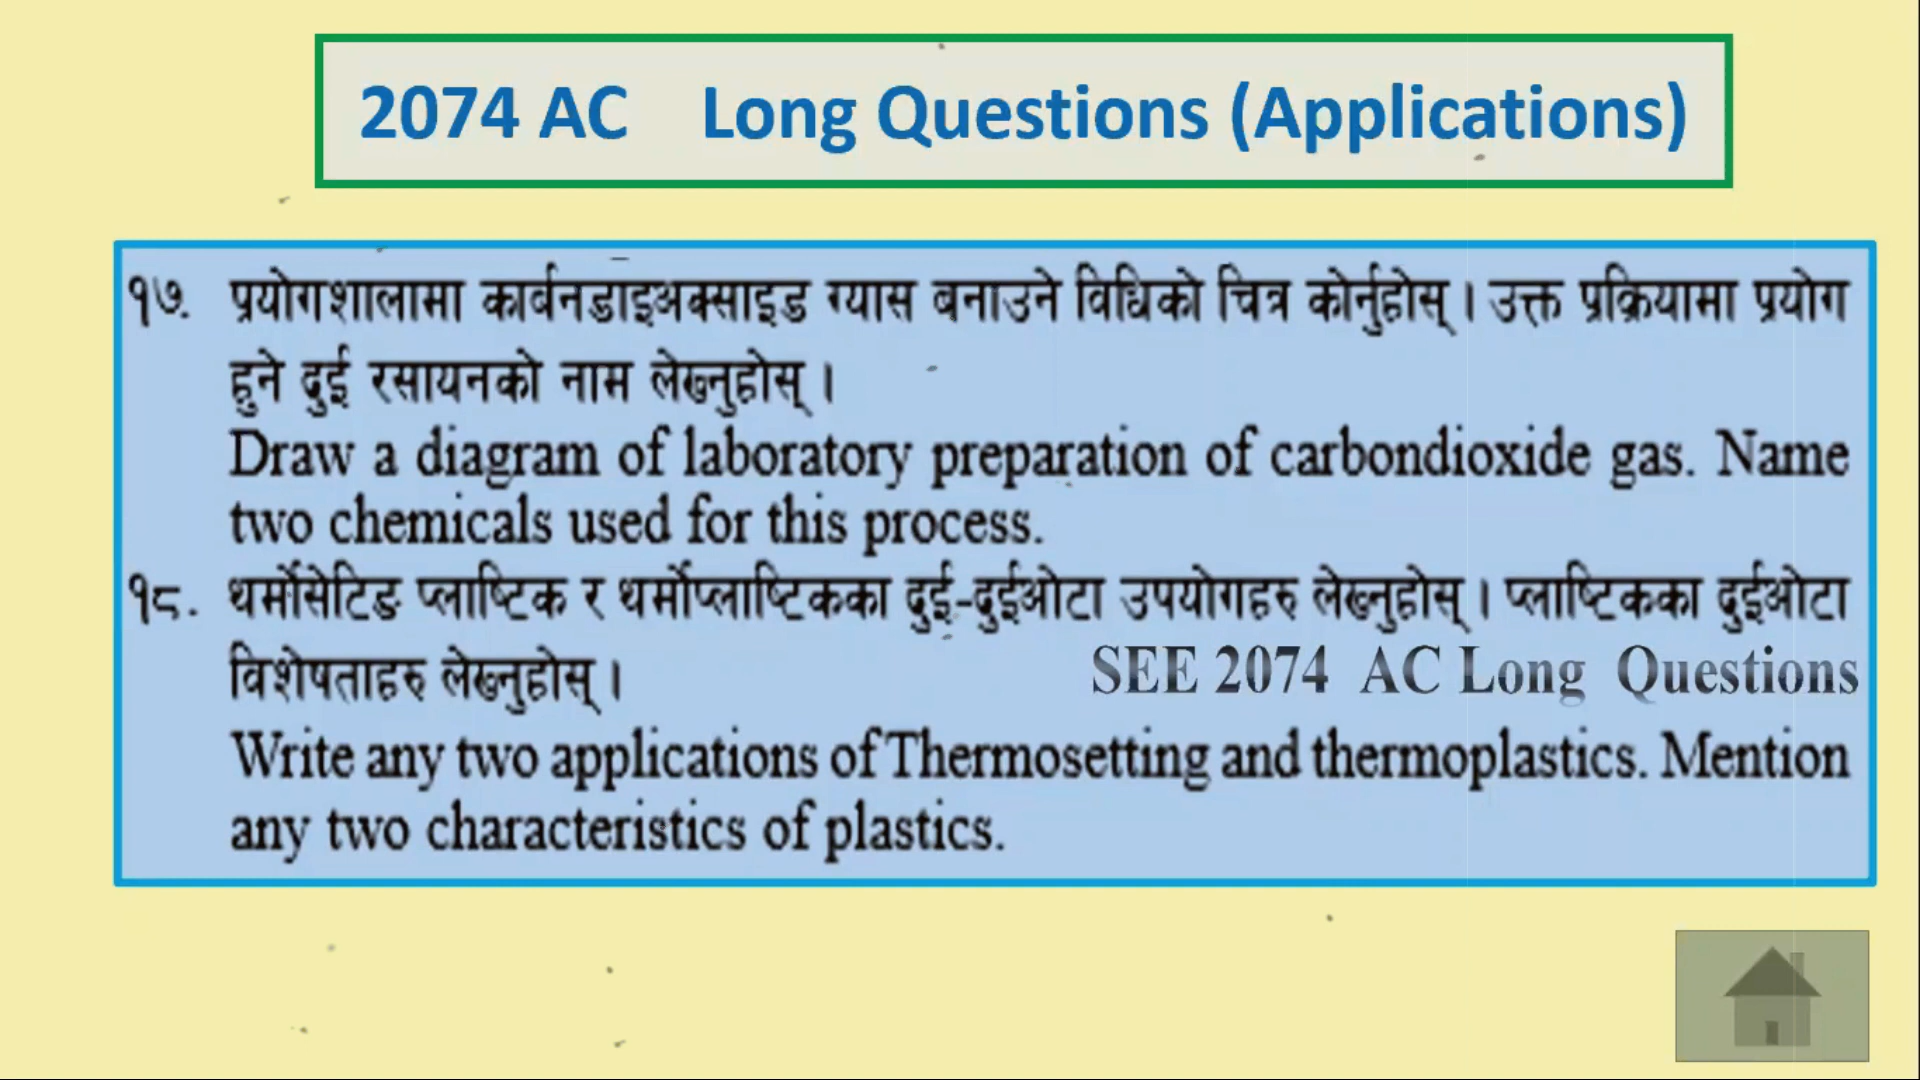 2074 AC Long Questions (Applications)
१७. प्रयोगशालामा कार्बनडाइअक्साइड ग्यास बनाउने विधिको चित्र कोर्नुहोस् । उक्त प्रक्रियामा प्रयोग
हुने दुई रसायनको नाम लेख्नुहोस् ।
Draw a diagram of laboratory preparation of carbondioxide gas. Name
two chemicals used for this process.
१८. थर्मोसेटिङ प्लाष्टिक र थर्मोप्लाष्टिकका दुई-दुईओटा उपयोगहरु लेख्नुहोस् । प्लाष्टिकका दुईओटा
विशेषताहरु लेख्नुहोस् ।
SEE 2074 AC Long Questions
Write any two applications of Thermosetting and thermoplastics. Mention
any two characteristics of plastics.